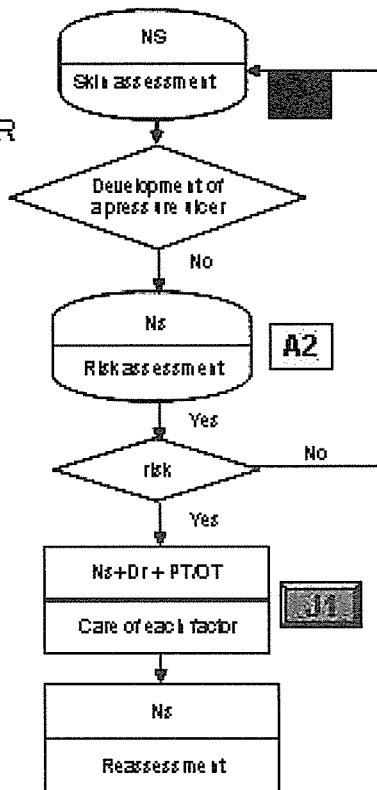 NS
Skin assessment
R
Development of
a pressure ulcer
No
Ns
Risk assessment
A2
Yes
risk
No
Yes
Ns+Dr+ PT/OT
Care of each factor
J1
Ns
Reassessment